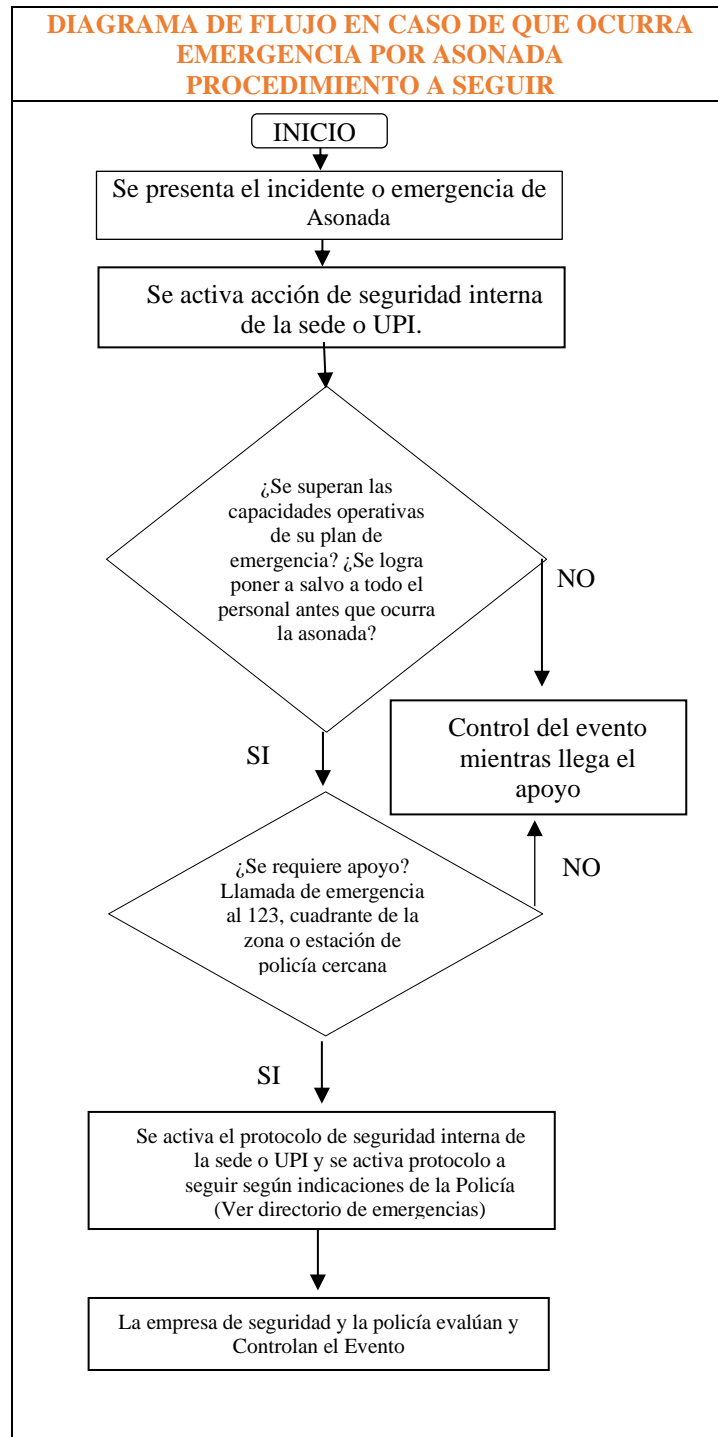 DIAGRAMA DE FLUJO EN CASO DE QUE OCURRA
EMERGENCIA POR ASONADA
PROCEDIMIENTO A SEGUIR
INICIO
Se presenta el incidente o emergencia de
Asonada
Se activa acción de seguridad interna
de la sede o UPI.
¿Se superan las
capacidades operativas
de su plan de
emergencia? ¿Se logra
poner a salvo a todo el
personal antes que ocurra
la asonada?
NO
Control del evento
mientras llega el
apoyo
SI
¿Se requiere apoyo?
Llamada de emergencia
al 123, cuadrante de la
zona o estación de
policía cercana
NO
SI
Se activa el protocolo de seguridad interna de
la sede o UPI y se activa protocolo a
seguir según indicaciones de la Policía
(Ver directorio de emergencias)
La empresa de seguridad y la policía evalúan y
Controlan el Evento